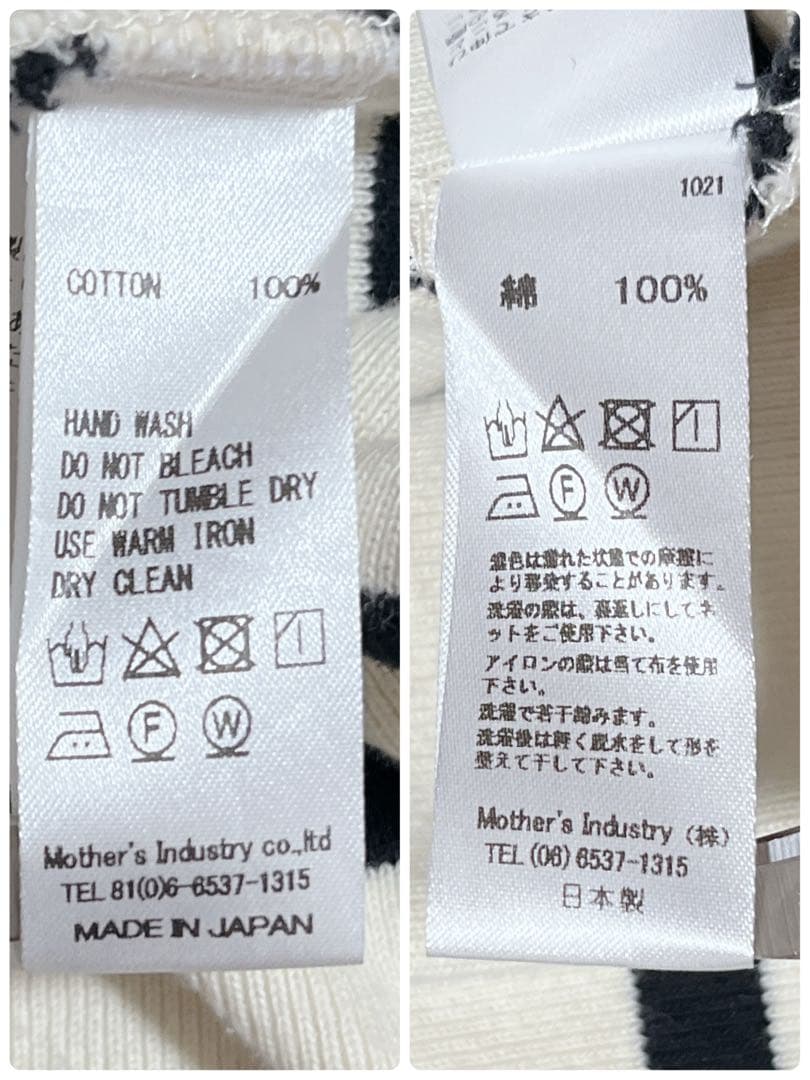 COTTON 100%
HAND WASH
DO NOT BLEACH
DO NOT TUMBLE DRY
USE WARM IRON
DRY CLEAN
F W
Mother's Industry co.,ltd
TEL 81(0)6-6537-1315
MADE IN JAPAN
1021
綿 100%
F W
濃色は濡れた状態での摩擦に
より移染することがあります。
洗濯の際は、裏返しにしてネ
ットをご使用下さい。
アイロンの際は当て布を使用
下さい。
洗濯で若干縮みます。
洗濯後は軽く脱水をして形を
整えて干して下さい。
Mother's Industry (株)
TEL (06) 6537-1315
日本製